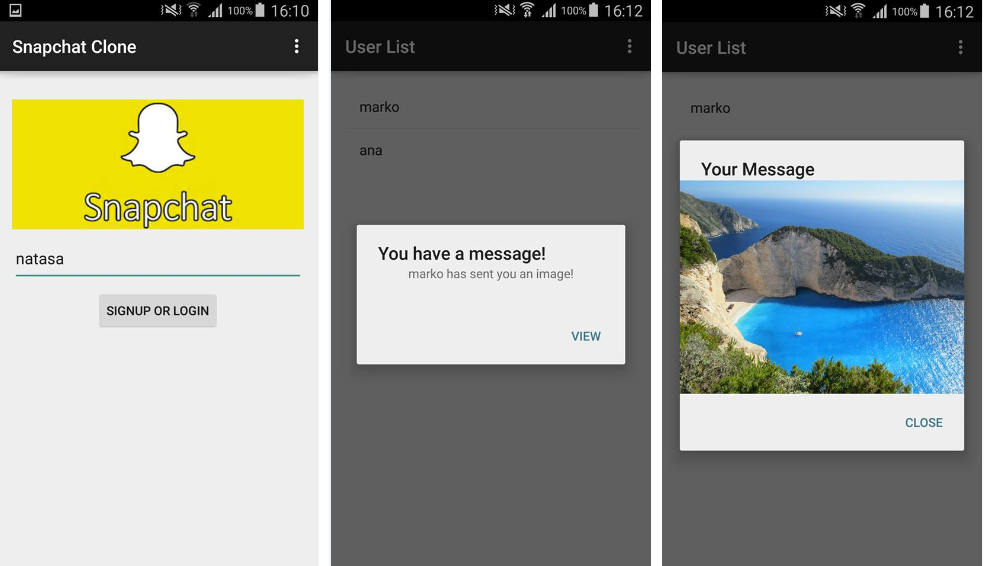 100% 16:10
Snapchat Clone
Snapchat
natasa
SIGNUP OR LOGIN
100% 16:12
User List
marko
ana
You have a message!
marko has sent you an image!
VIEW
100% 16:12
User List
marko
Your Message
CLOSE